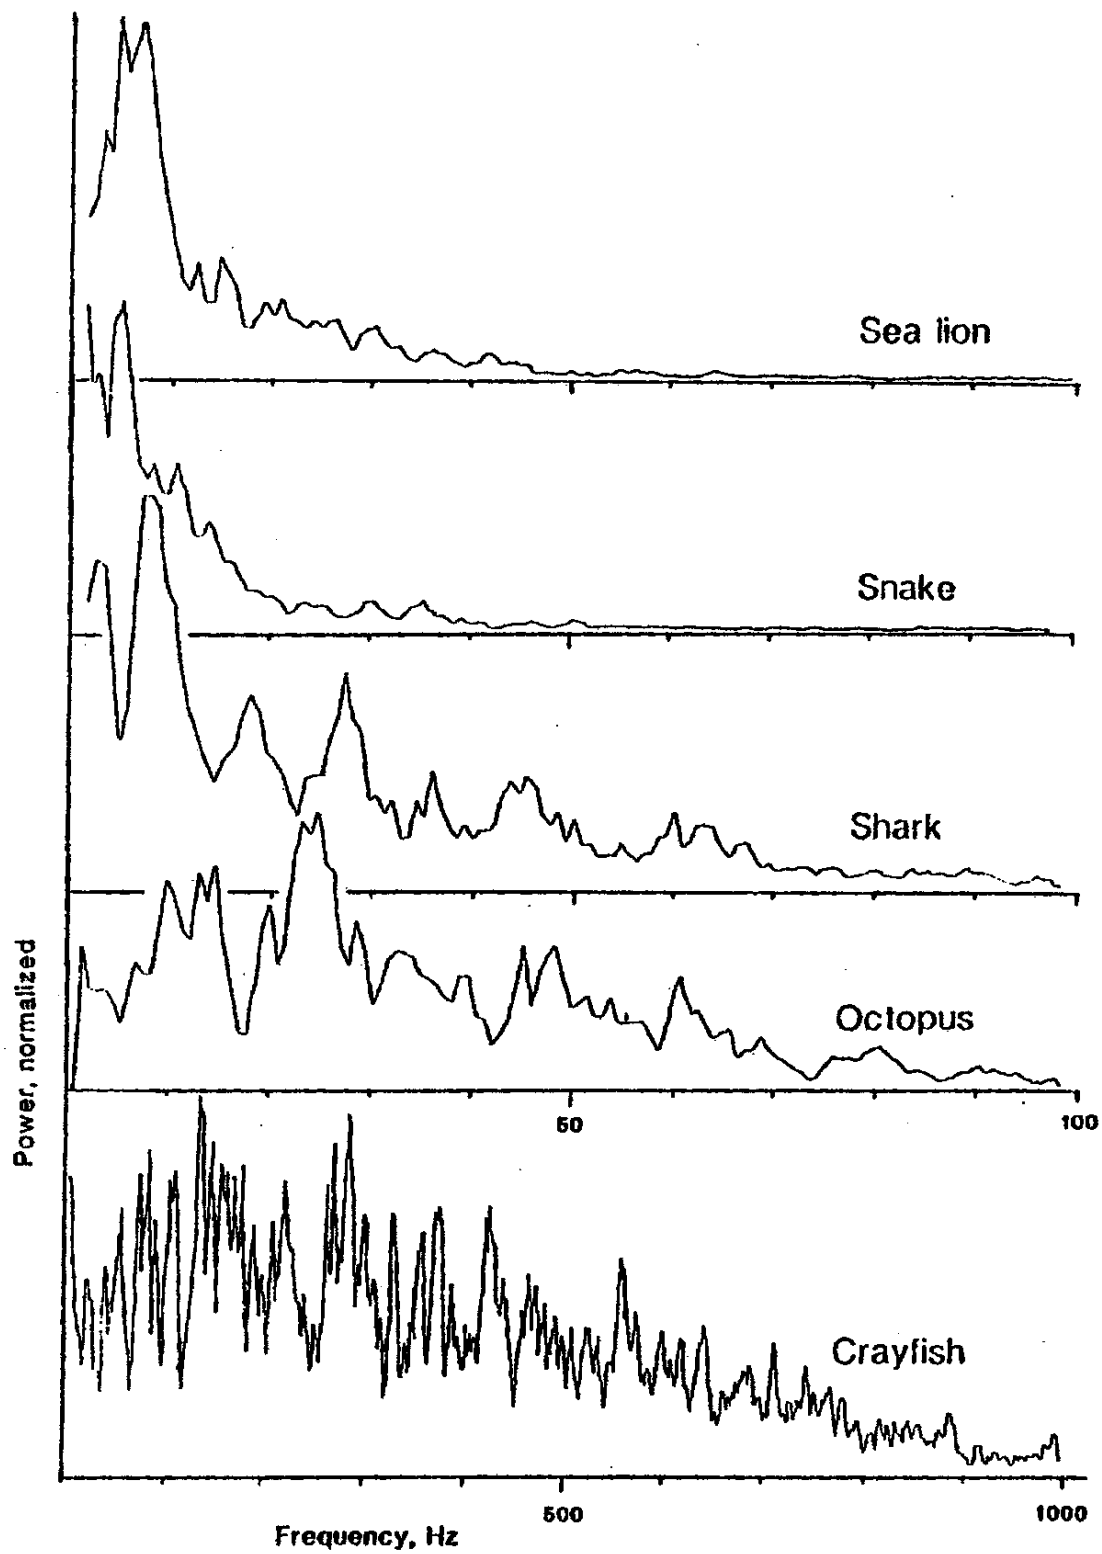 Sea lion
Snake
Shark
Octopus
50
100
Crayfish
500
1000
Frequency, Hz
Power, normalized